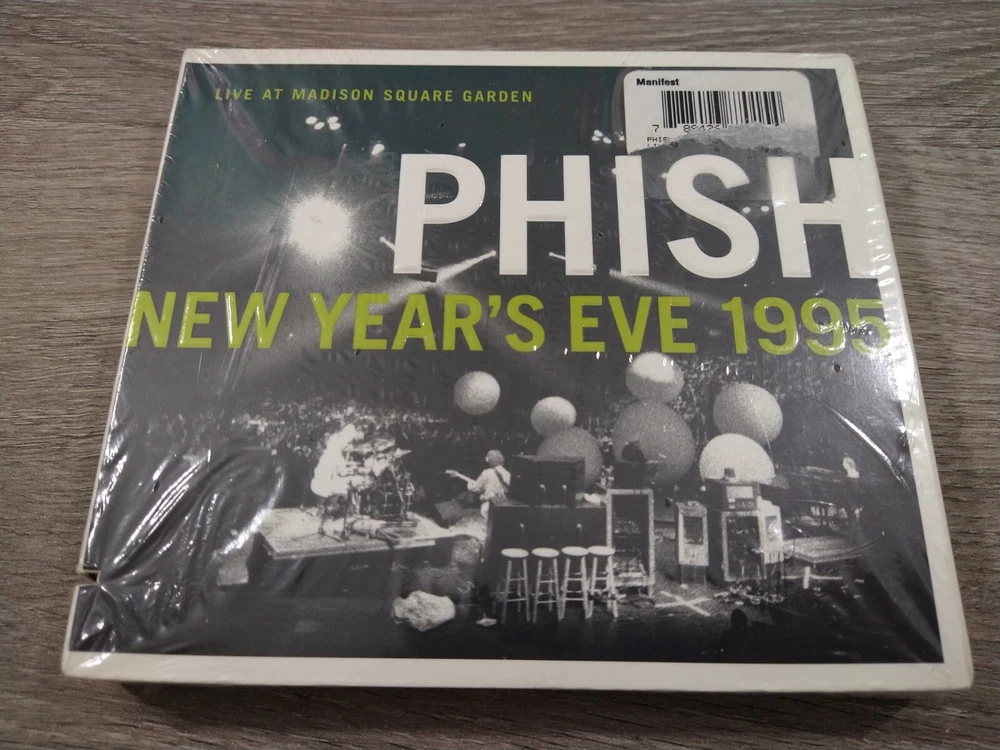 LIVE AT MADISON SQUARE GARDEN
Manifest
PHISH
NEW YEAR'S EVE 1995